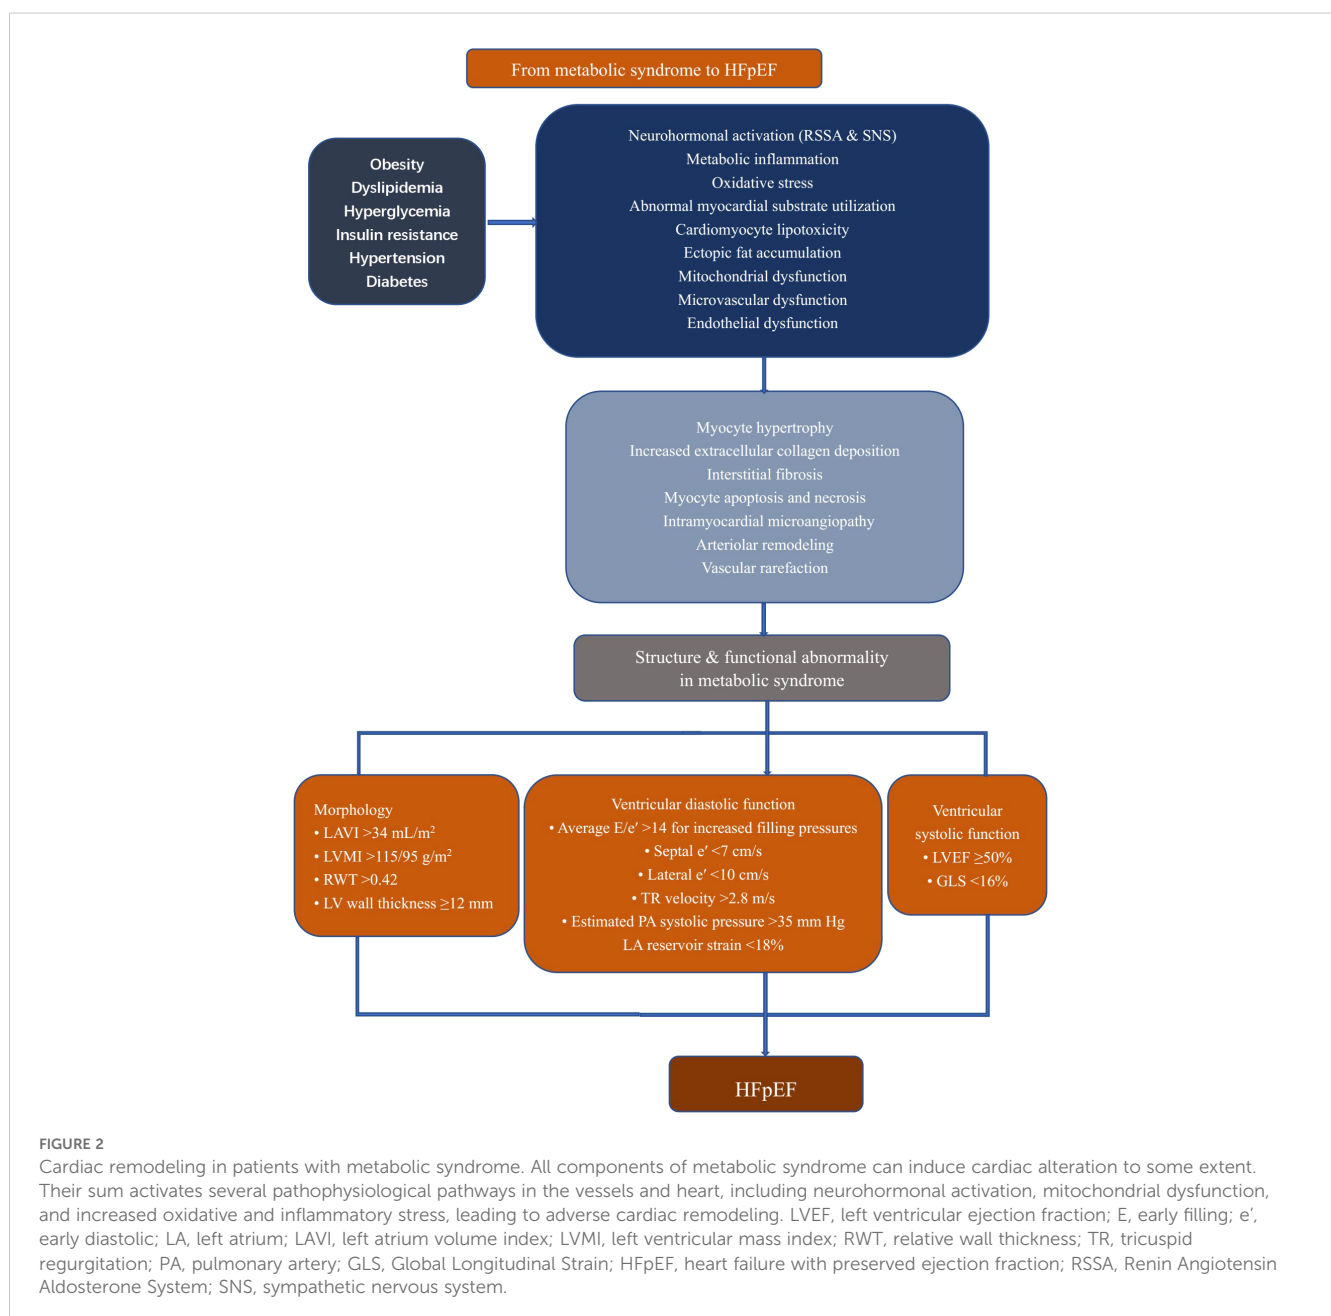 From metabolic syndrome to HFpEF
Obesity
Dyslipidemia
Hyperglycemia
Insulin resistance
Hypertension
Diabetes
Neurohormonal activation (RSSA & SNS)
Metabolic inflammation
Oxidative stress
Abnormal myocardial substrate utilization
Cardiomyocyte lipotoxicity
Ectopic fat accumulation
Mitochondrial dysfunction
Microvascular dysfunction
Endothelial dysfunction
Myocyte hypertrophy
Increased extracellular collagen deposition
Interstitial fibrosis
Myocyte apoptosis and necrosis
Intramyocardial microangiopathy
Arteriolar remodeling
Vascular rarefaction
Structure & functional abnormality
in metabolic syndrome
Morphology
• LAVI >34 mL/m²
• LVMI >115/95 g/m²
• RWT >0.42
• LV wall thickness ≥12 mm
Ventricular diastolic function
• Average E/e′ >14 for increased filling pressures
• Septal e′ <7 cm/s
• Lateral e′ <10 cm/s
• TR velocity >2.8 m/s
• Estimated PA systolic pressure >35 mm Hg
LA reservoir strain <18%
Ventricular
systolic function
• LVEF ≥50%
• GLS <16%
HFpEF
FIGURE 2
Cardiac remodeling in patients with metabolic syndrome. All components of metabolic syndrome can induce cardiac alteration to some extent.
Their sum activates several pathophysiological pathways in the vessels and heart, including neurohormonal activation, mitochondrial dysfunction,
and increased oxidative and inflammatory stress, leading to adverse cardiac remodeling. LVEF, left ventricular ejection fraction; E, early filling; e′,
early diastolic; LA, left atrium; LAVI, left atrium volume index; LVMI, left ventricular mass index; RWT, relative wall thickness; TR, tricuspid
regurgitation; PA, pulmonary artery; GLS, Global Longitudinal Strain; HFpEF, heart failure with preserved ejection fraction; RSSA, Renin Angiotensin
Aldosterone System; SNS, sympathetic nervous system.